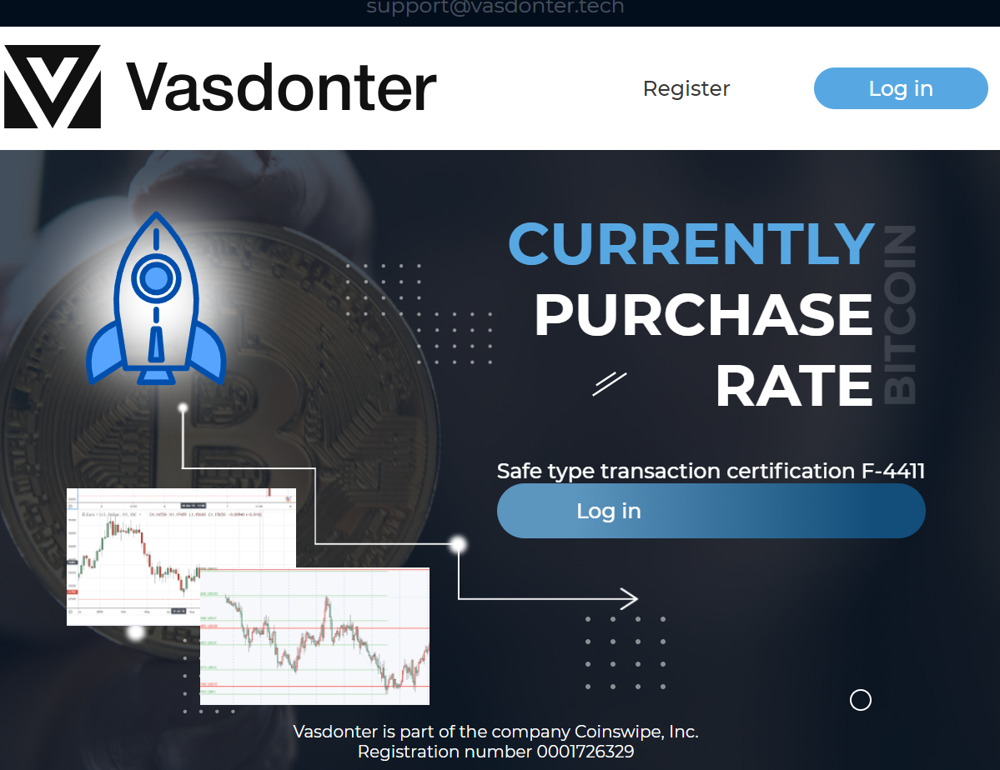 support@vasdonter.tech
Vasdonter
Register
Log in
CURRENTLY
PURCHASE
RATE
BITCOIN
Safe type transaction certification F-4411
Log in
Vasdonter is part of the company Coinswipe, Inc.
Registration number 0001726329